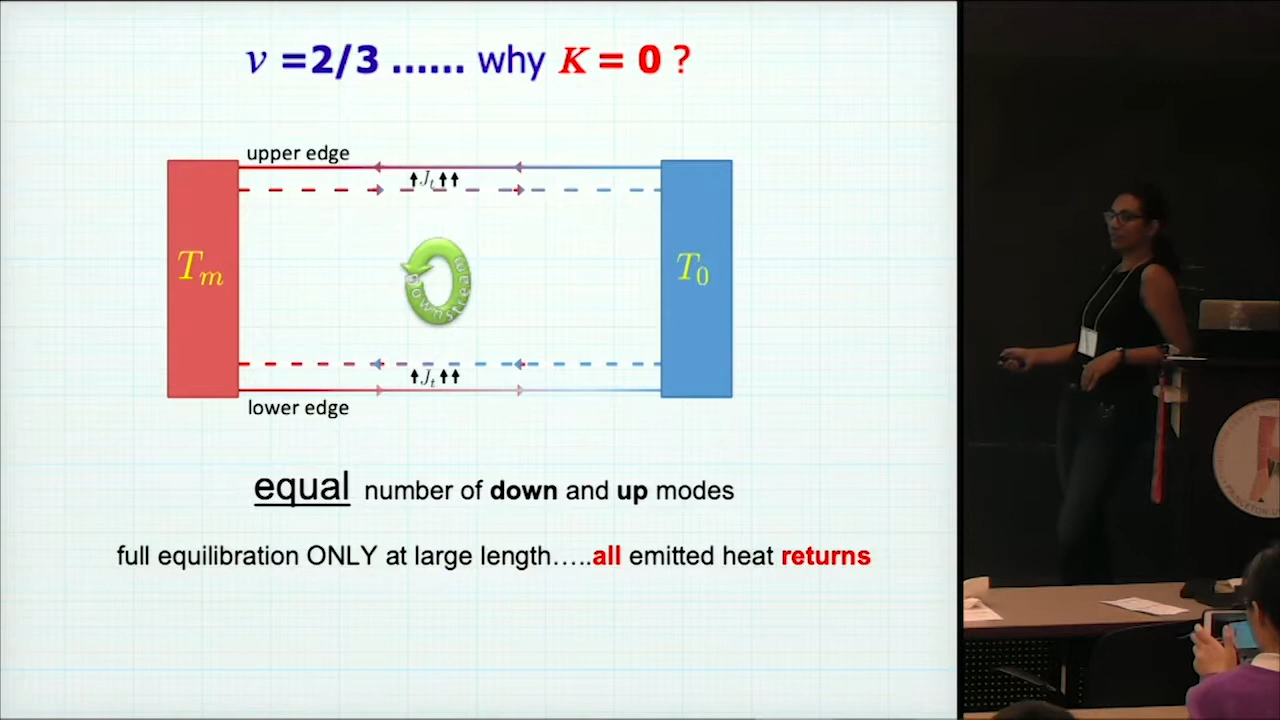 ν =2/3 ...... why K = 0 ?
upper edge
J_t
T_m
T_0
downstream
J_t
lower edge
equal number of down and up modes
full equilibration ONLY at large length…..all emitted heat returns